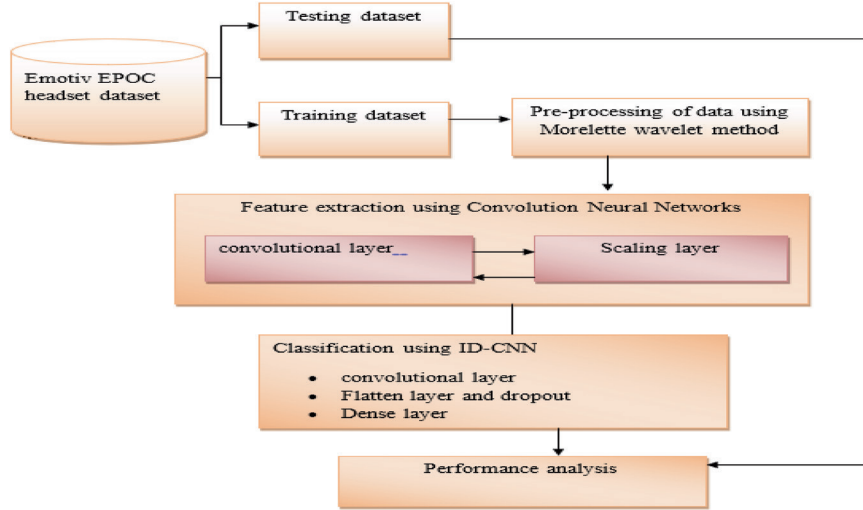 Testing dataset
Emotiv EPOC
headset dataset
Training dataset
Pre-processing of data using
Morelette wavelet method
Feature extraction using Convolution Neural Networks
convolutional layer
Scaling layer
Classification using ID-CNN
• convolutional layer
• Flatten layer and dropout
• Dense layer
Performance analysis